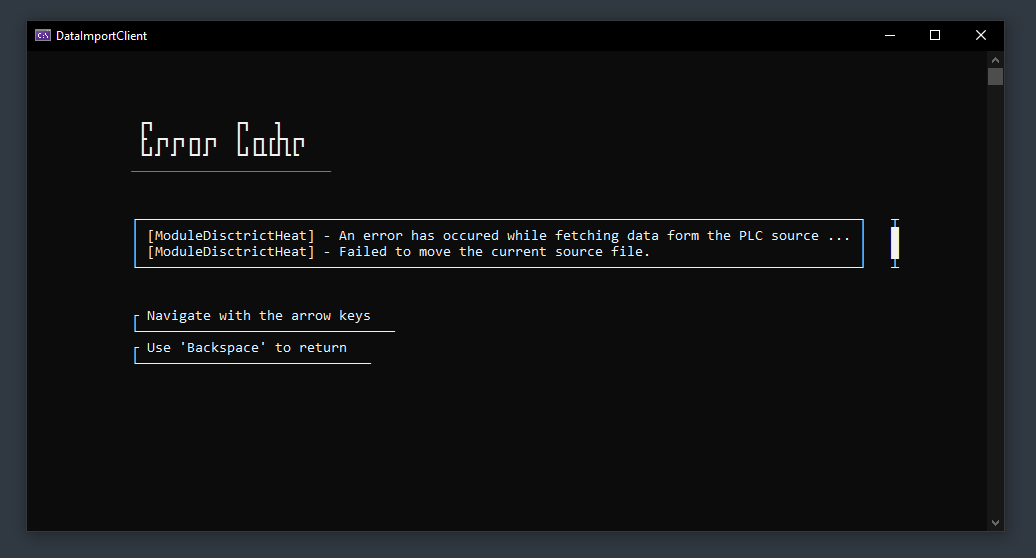 DataImportClient
Error Cache
[ModuleDisctrictHeat] - An error has occured while fetching data form the PLC source ...
[ModuleDisctrictHeat] - Failed to move the current source file.
Navigate with the arrow keys
Use 'Backspace' to return